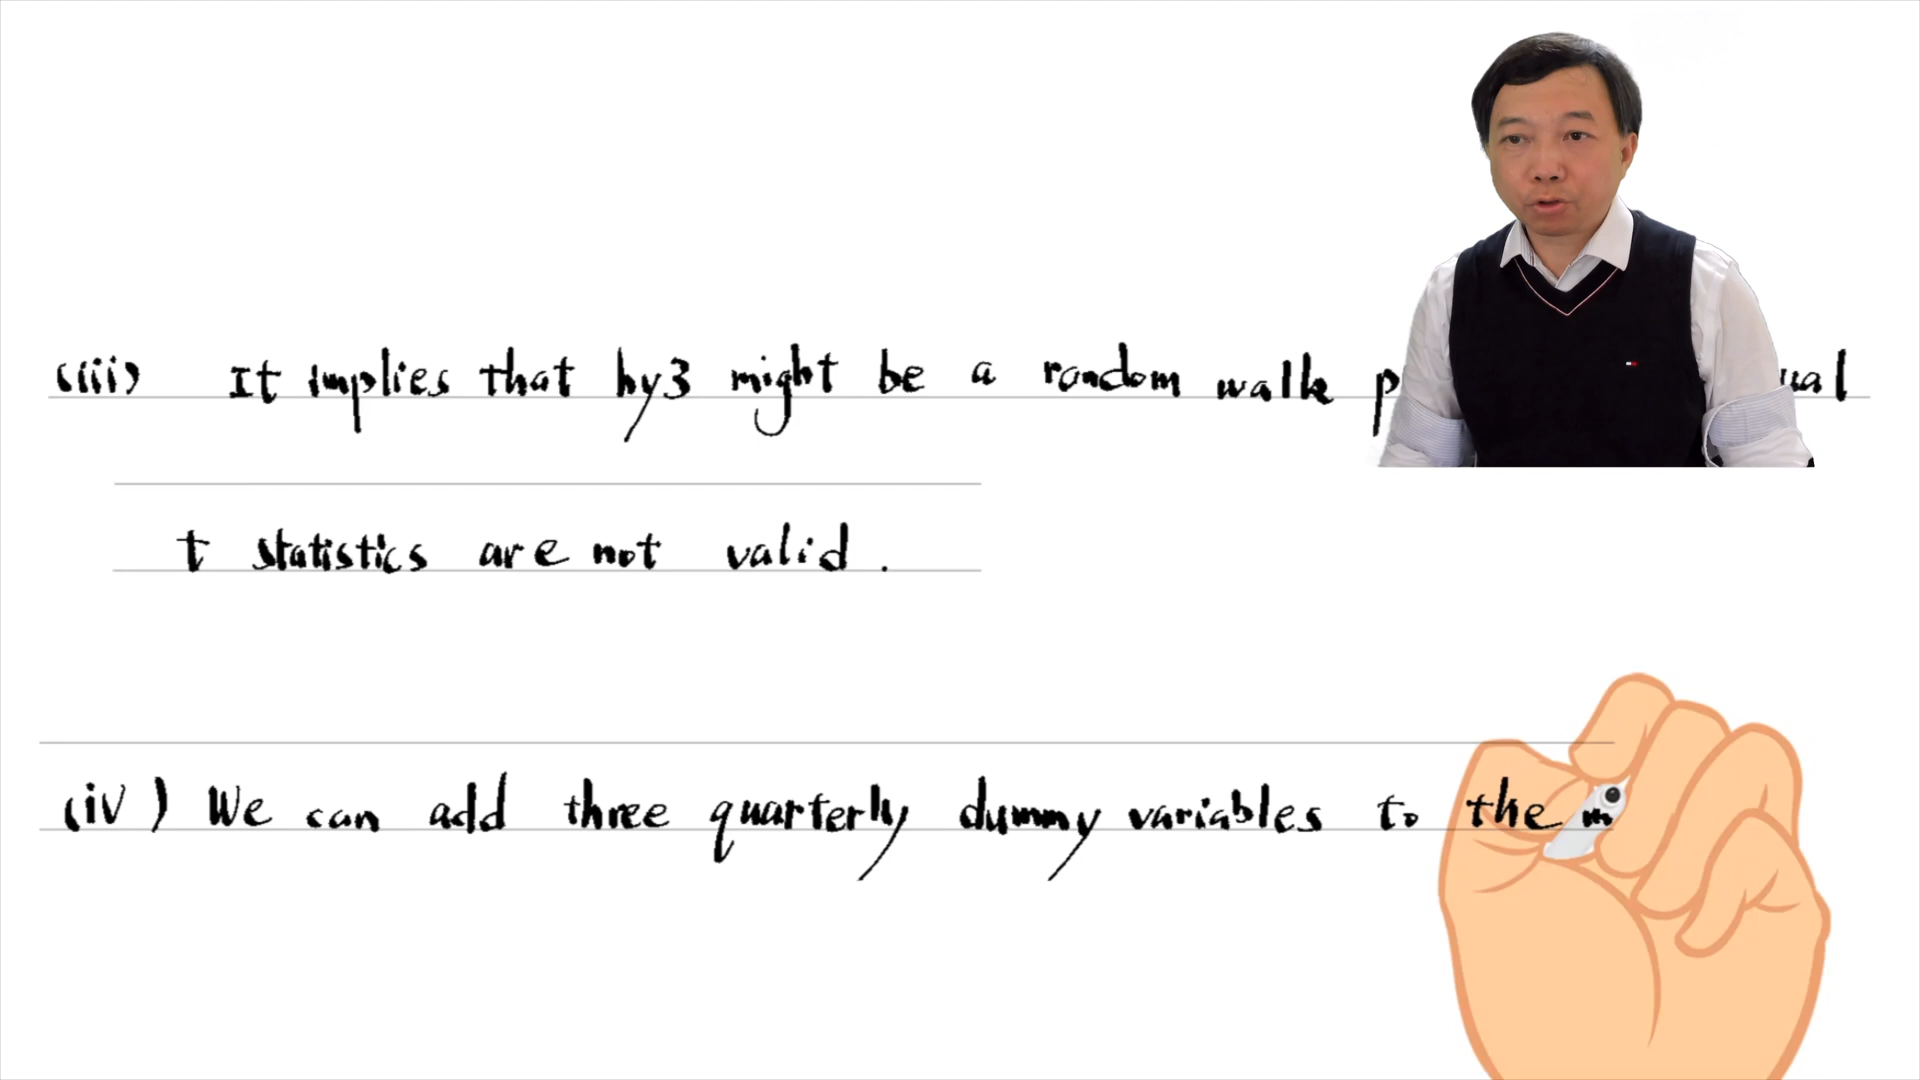 (iii) It implies that hy3 might be a random walk
t statistics are not valid.
(iv) We can add three quarterly dummy variables to the